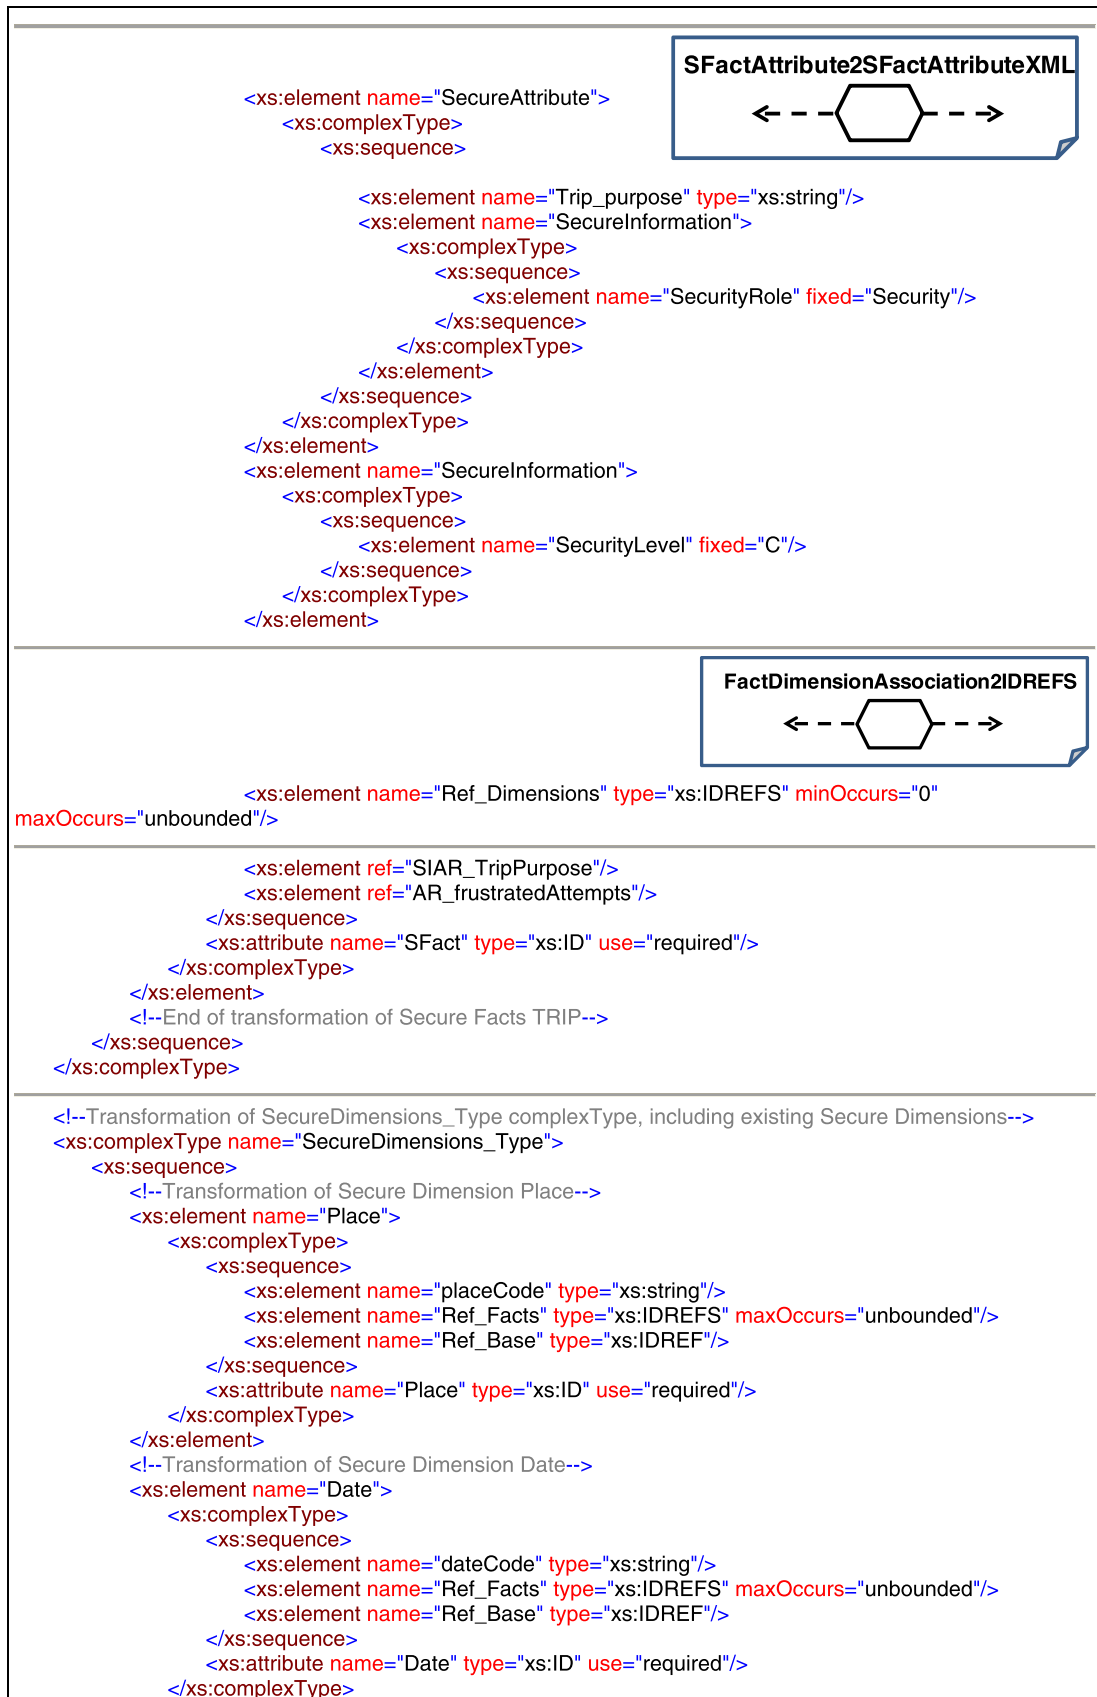 SFactAttribute2SFactAttributeXML
<xs:element name="SecureAttribute">
<xs:complexType>
<xs:sequence>
<xs:element name="Trip_purpose" type="xs:string"/>
<xs:element name="SecureInformation">
<xs:complexType>
<xs:sequence>
<xs:element name="SecurityRole" fixed="Security"/>
</xs:sequence>
</xs:complexType>
</xs:element>
</xs:sequence>
</xs:complexType>
</xs:element>
<xs:element name="SecureInformation">
<xs:complexType>
<xs:sequence>
<xs:element name="SecurityLevel" fixed="C"/>
</xs:sequence>
</xs:complexType>
</xs:element>
FactDimensionAssociation2IDREFS
<xs:element name="Ref_Dimensions" type="xs:IDREFS" minOccurs="0"
maxOccurs="unbounded"/>
<xs:element ref="SIAR_TripPurpose"/>
<xs:element ref="AR_frustratedAttempts"/>
</xs:sequence>
<xs:attribute name="SFact" type="xs:ID" use="required"/>
</xs:complexType>
</xs:element>
<!--End of transformation of Secure Facts TRIP-->
</xs:sequence>
</xs:complexType>
<!--Transformation of SecureDimensions_Type complexType, including existing Secure Dimensions-->
<xs:complexType name="SecureDimensions_Type">
<xs:sequence>
<!--Transformation of Secure Dimension Place-->
<xs:element name="Place">
<xs:complexType>
<xs:sequence>
<xs:element name="placeCode" type="xs:string"/>
<xs:element name="Ref_Facts" type="xs:IDREFS" maxOccurs="unbounded"/>
<xs:element name="Ref_Base" type="xs:IDREF"/>
</xs:sequence>
<xs:attribute name="Place" type="xs:ID" use="required"/>
</xs:complexType>
</xs:element>
<!--Transformation of Secure Dimension Date-->
<xs:element name="Date">
<xs:complexType>
<xs:sequence>
<xs:element name="dateCode" type="xs:string"/>
<xs:element name="Ref_Facts" type="xs:IDREFS" maxOccurs="unbounded"/>
<xs:element name="Ref_Base" type="xs:IDREF"/>
</xs:sequence>
<xs:attribute name="Date" type="xs:ID" use="required"/>
</xs:complexType>